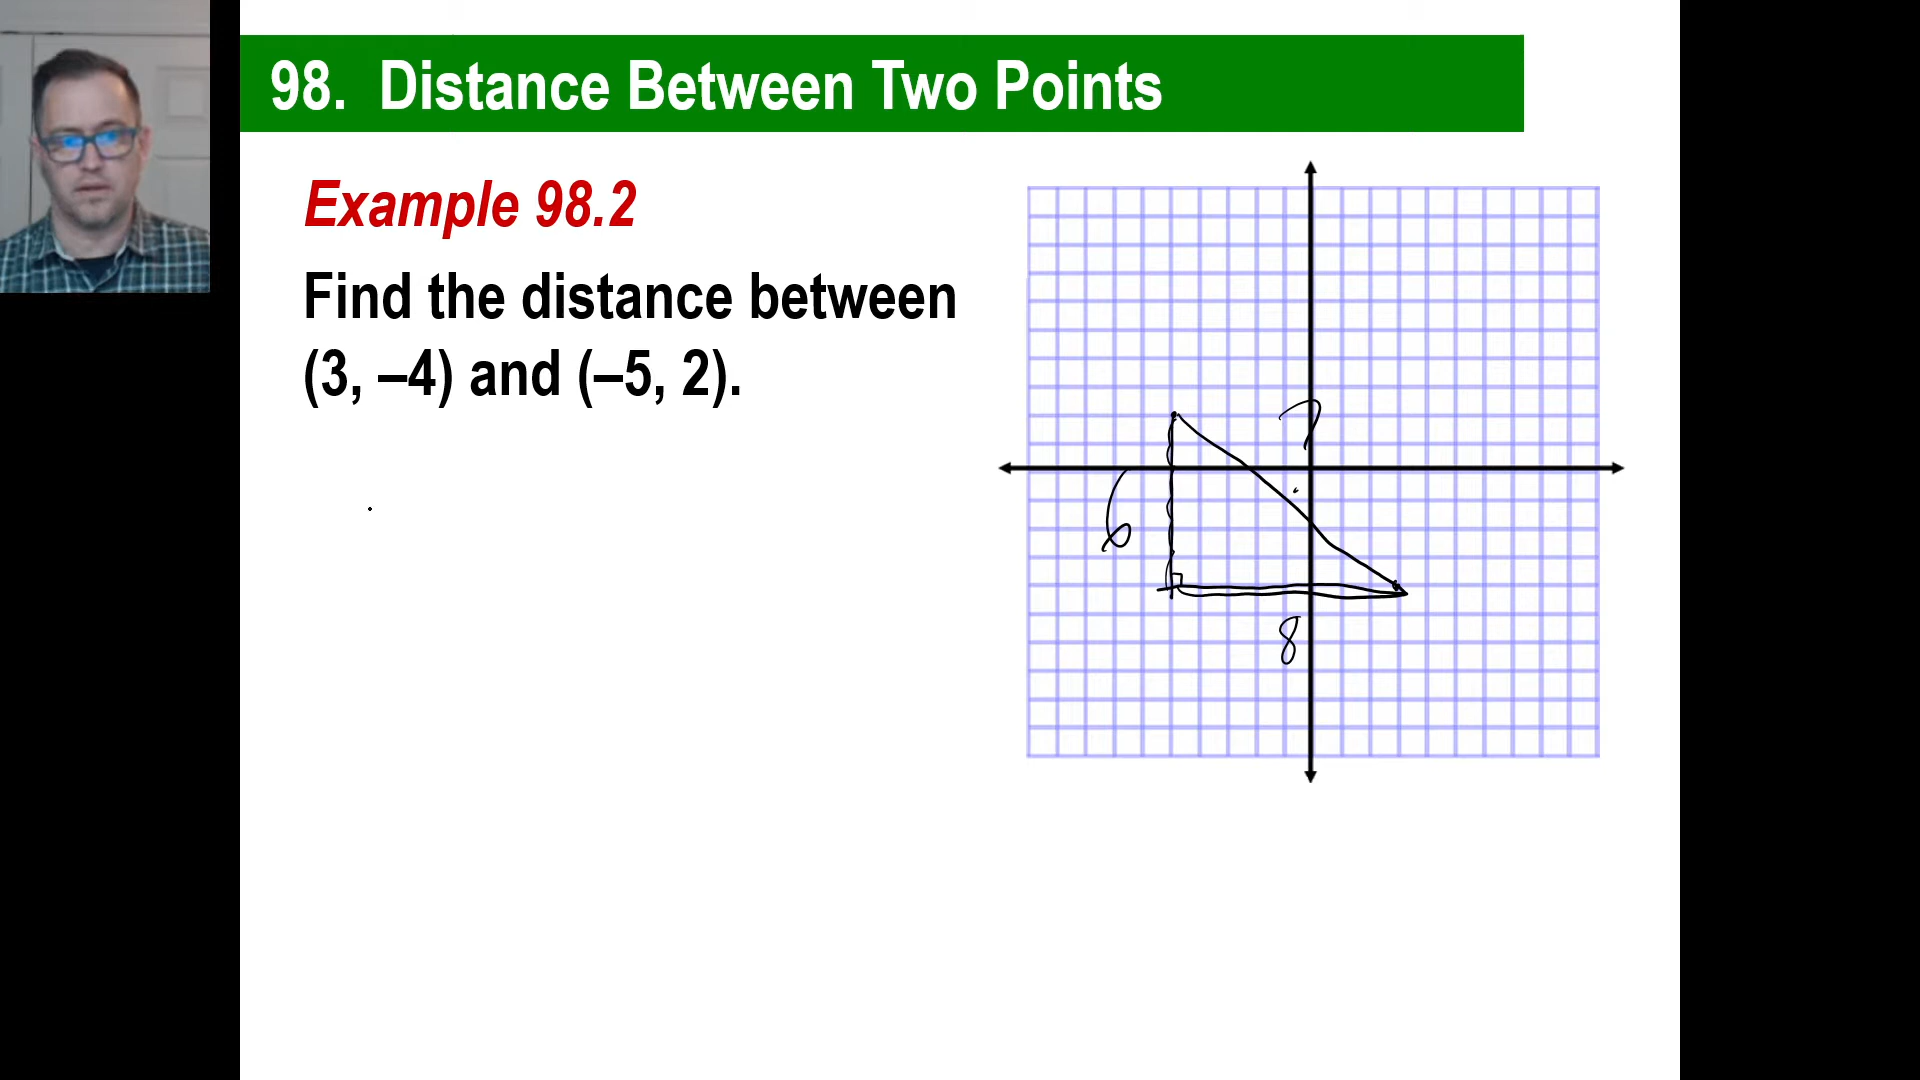 98. Distance Between Two Points
Example 98.2
Find the distance between
(3, –4) and (–5, 2).
?
6
8